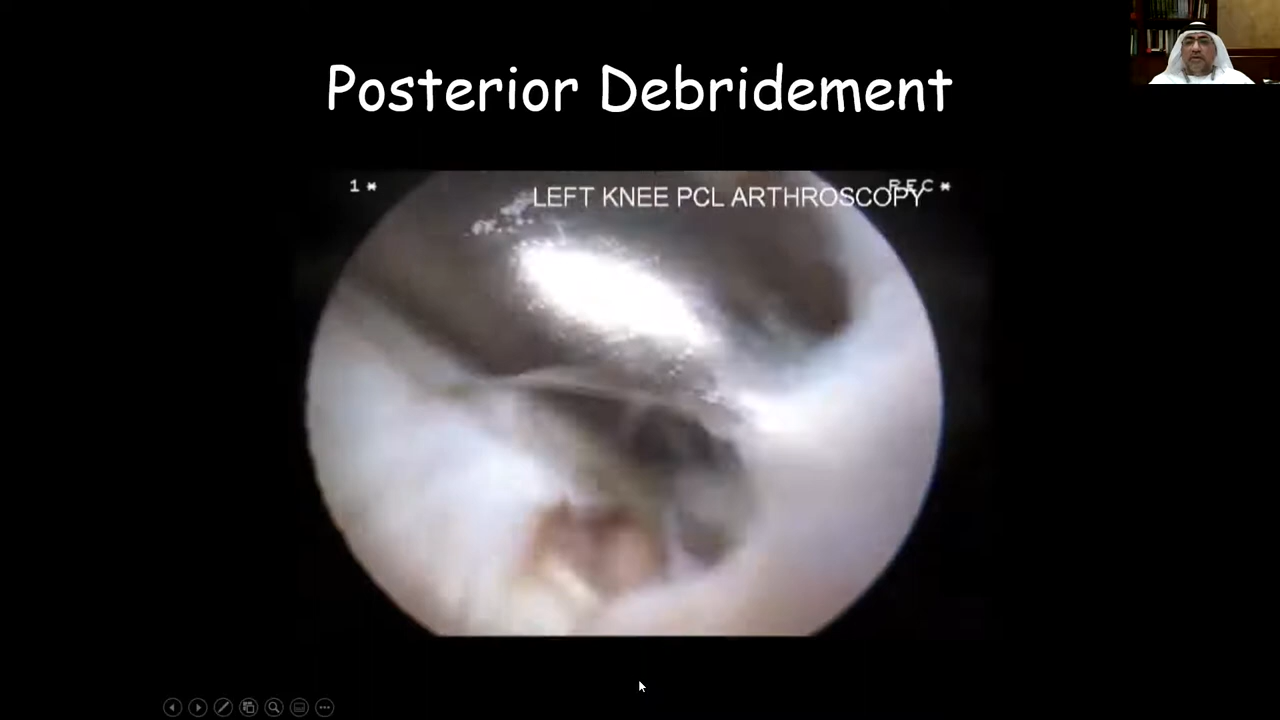 Posterior Debridement
1 *
REC *
LEFT KNEE PCL ARTHROSCOPY